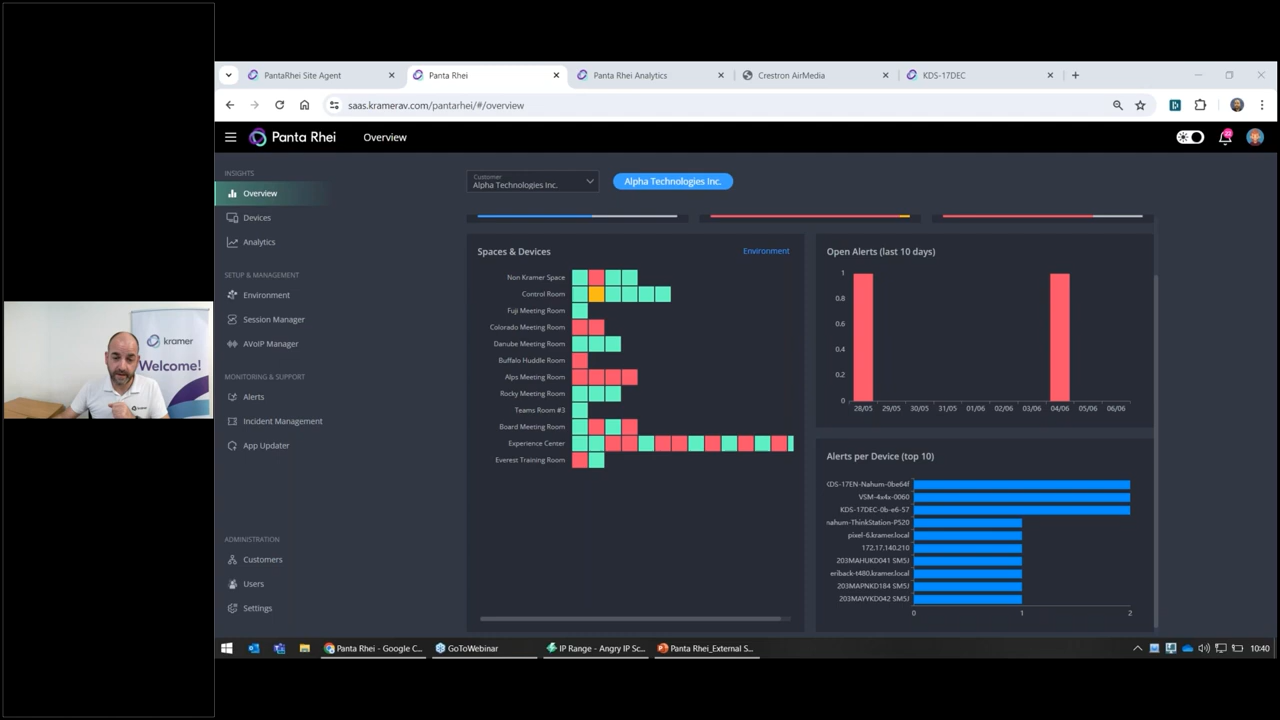 PantaRhei Site Agent
Panta Rhei
Panta Rhei Analytics
Crestron AirMedia
KDS-17DEC
saas.kramerav.com/pantarhei/#/overview
Panta Rhei
Overview
22
INSIGHTS
Overview
Devices
Analytics
SETUP & MANAGEMENT
Environment
Session Manager
AVoIP Manager
MONITORING & SUPPORT
Alerts
Incident Management
App Updater
ADMINISTRATION
Customers
Users
Settings
Customer
Alpha Technologies Inc.
Alpha Technologies Inc.
Spaces & Devices
Environment
Non Kramer Space
Control Room
Fuji Meeting Room
Colorado Meeting Room
Danube Meeting Room
Buffalo Huddle Room
Alps Meeting Room
Rocky Meeting Room
Teams Room #3
Board Meeting Room
Experience Center
Everest Training Room
Open Alerts (last 10 days)
1
0.8
0.6
0.4
0.2
0
28/05 29/05 30/05 31/05 01/06 02/06 03/06 04/06 05/06 06/06
Alerts per Device (top 10)
KDS-17EN-Nahum-0be64f
VSM-4x4x-0060
KDS-17DEC-0b-e6-57
nahum-ThinkStation-P520
pixel-6.kramer.local
172.17.140.210
203MAHUKD041 SM5J
eriback-t480.kramer.local
203MAPNKD184 SM5J
203MAYYKD042 SM5J
0 1 2
kramer
Welcome!
Panta Rhei - Google C...
GoToWebinar
IP Range - Angry IP Sc...
Panta Rhei_External S...
10:40